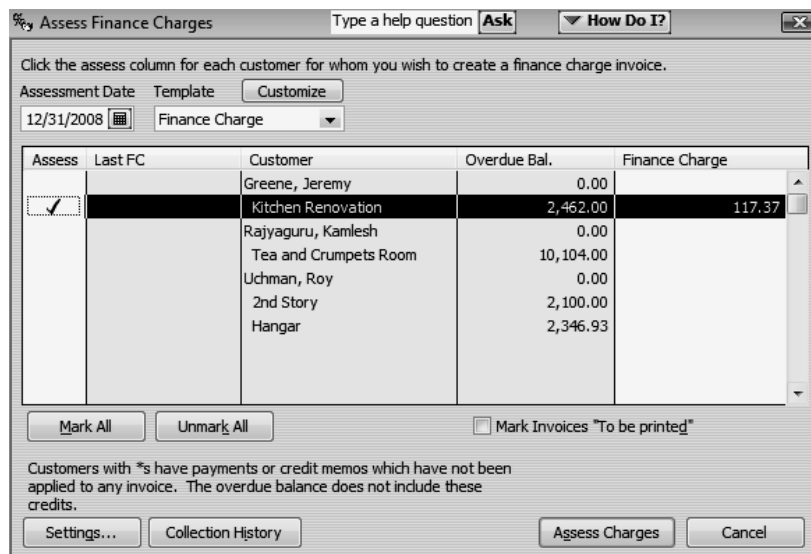 Assess Finance Charges Type a help question Ask How Do I?
Click the assess column for each customer for whom you wish to create a finance charge invoice.
Assessment Date Template Customize
12/31/2008 Finance Charge
Assess Last FC Customer Overdue Bal. Finance Charge
Greene, Jeremy 0.00
✓ Kitchen Renovation 2,462.00 117.37
Rajyaguru, Kamlesh 0.00
Tea and Crumpets Room 10,104.00
Uchman, Roy 0.00
2nd Story 2,100.00
Hangar 2,346.93
Mark All Unmark All Mark Invoices "To be printed"
Customers with *s have payments or credit memos which have not been
applied to any invoice. The overdue balance does not include these
credits.
Settings... Collection History Assess Charges Cancel